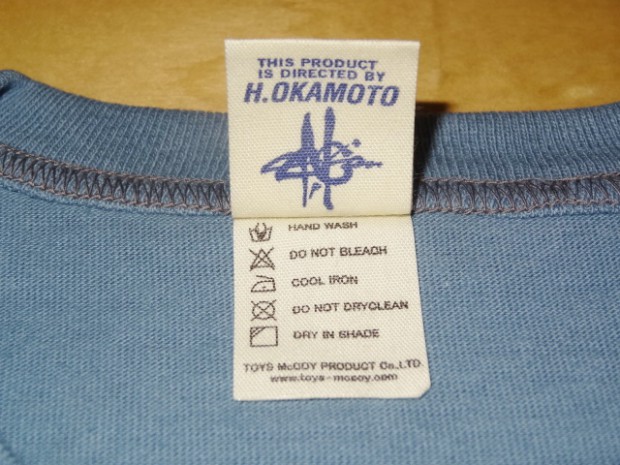 THIS PRODUCT
IS DIRECTED BY
H.OKAMOTO
HAND WASH
DO NOT BLEACH
COOL IRON
DO NOT DRYCLEAN
DRY IN SHADE
TOYS McCOY PRODUCT Co.,LTD.
www.toys-mccoy.com